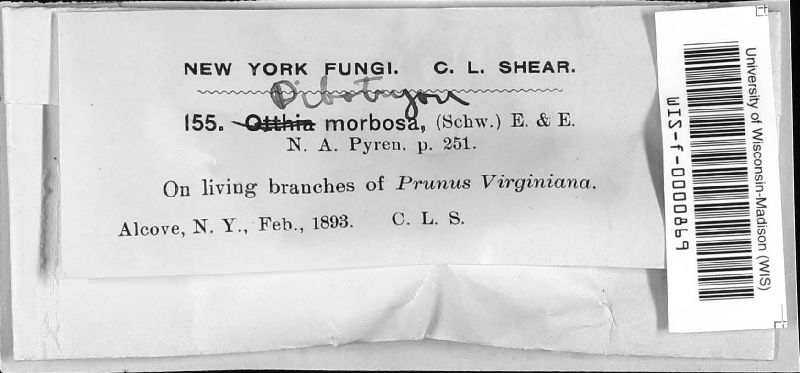 NEW YORK FUNGI. C. L. SHEAR.
Dibotryon
155. Otthia morbosa, (Schw.) E. & E.
N. A. Pyren. p. 251.
On living branches of Prunus Virginiana.
Alcove, N. Y., Feb., 1893. C. L. S.
University of Wisconsin-Madison (WIS)
WIS-f-0000869